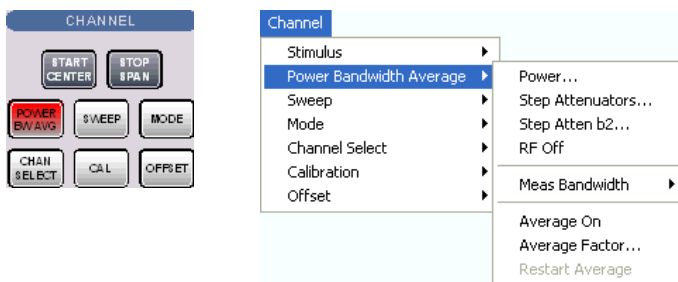 CHANNEL
START
CENTER
STOP
SPAN
POWER
BW AVG
SWEEP
MODE
CHAN
SELECT
CAL
OFFSET
Channel
Stimulus
Power Bandwidth Average
Sweep
Mode
Channel Select
Calibration
Offset
Power...
Step Attenuators...
Step Atten b2...
RF Off
Meas Bandwidth
Average On
Average Factor...
Restart Average